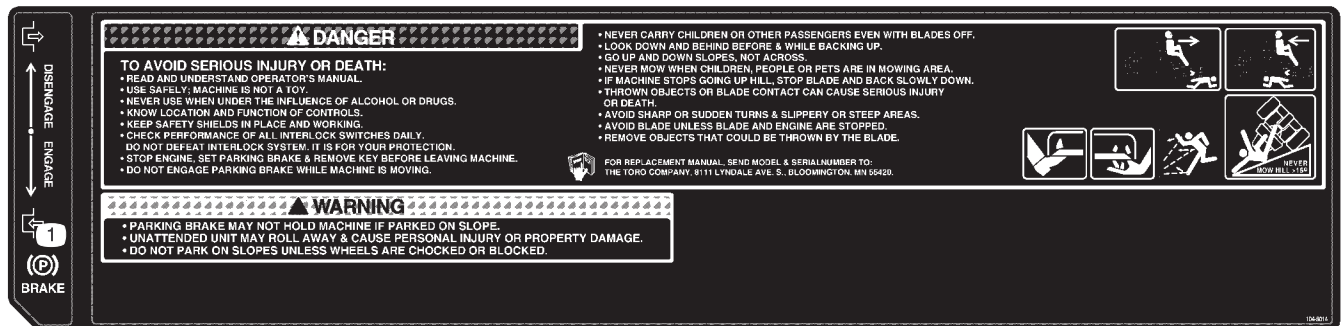 DISENGAGE ENGAGE
1
(P)
BRAKE
DANGER
TO AVOID SERIOUS INJURY OR DEATH:
• READ AND UNDERSTAND OPERATOR'S MANUAL.
• USE SAFELY; MACHINE IS NOT A TOY.
• NEVER USE WHEN UNDER THE INFLUENCE OF ALCOHOL OR DRUGS.
• KNOW LOCATION AND FUNCTION OF CONTROLS.
• KEEP SAFETY SHIELDS IN PLACE AND WORKING.
• CHECK PERFORMANCE OF ALL INTERLOCK SWITCHES DAILY.
DO NOT DEFEAT INTERLOCK SYSTEM. IT IS FOR YOUR PROTECTION.
• STOP ENGINE, SET PARKING BRAKE & REMOVE KEY BEFORE LEAVING MACHINE.
• DO NOT ENGAGE PARKING BRAKE WHILE MACHINE IS MOVING.
• NEVER CARRY CHILDREN OR OTHER PASSENGERS EVEN WITH BLADES OFF.
• LOOK DOWN AND BEHIND BEFORE & WHILE BACKING UP.
• GO UP AND DOWN SLOPES, NOT ACROSS.
• NEVER MOW WHEN CHILDREN, PEOPLE OR PETS ARE IN MOWING AREA.
• IF MACHINE STOPS GOING UP HILL, STOP BLADE AND BACK SLOWLY DOWN.
• THROWN OBJECTS OR BLADE CONTACT CAN CAUSE SERIOUS INJURY
OR DEATH.
• AVOID SHARP OR SUDDEN TURNS & SLIPPERY OR STEEP AREAS.
• AVOID BLADE UNLESS BLADE AND ENGINE ARE STOPPED.
• REMOVE OBJECTS THAT COULD BE THROWN BY THE BLADE.
FOR REPLACEMENT MANUAL, SEND MODEL & SERIALNUMBER TO:
THE TORO COMPANY, 8111 LYNDALE AVE. S., BLOOMINGTON, MN 55420.
NEVER
MOW HILL >15º
WARNING
• PARKING BRAKE MAY NOT HOLD MACHINE IF PARKED ON SLOPE.
• UNATTENDED UNIT MAY ROLL AWAY & CAUSE PERSONAL INJURY OR PROPERTY DAMAGE.
• DO NOT PARK ON SLOPES UNLESS WHEELS ARE CHOCKED OR BLOCKED.